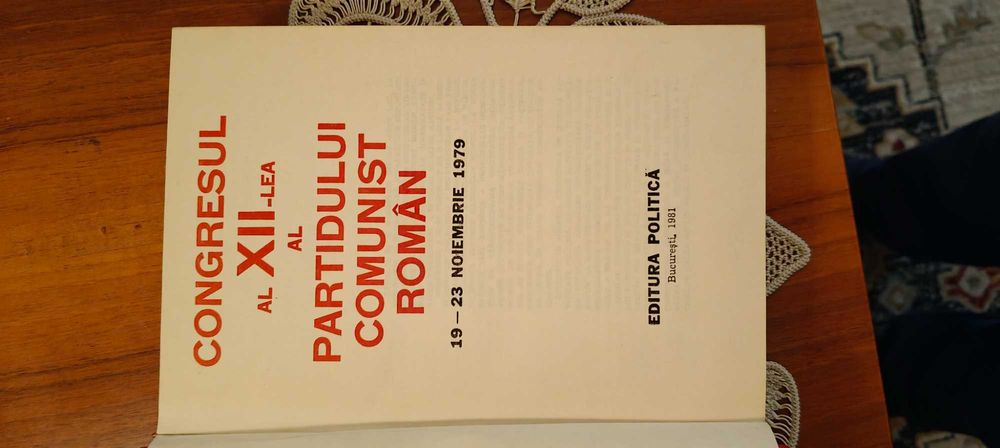 CONGRESUL
AL XII-LEA
AL
PARTIDULUI
COMUNIST
ROMÂN
19 – 23 NOIEMBRIE 1979
EDITURA POLITICĂ
București, 1981